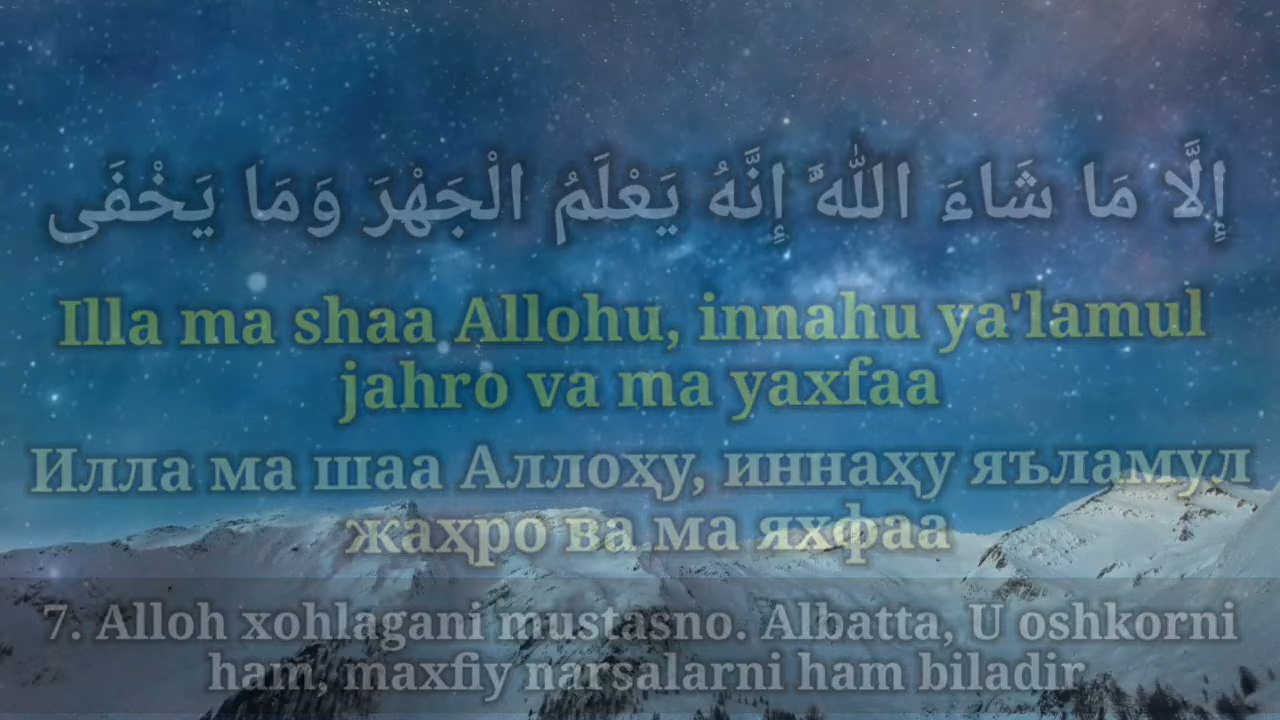 إِلَّا مَا شَاءَ اللَّهُ إِنَّهُ يَعْلَمُ الْجَهْرَ وَمَا يَخْفَى
Illa ma shaa Allohu, innahu ya'lamul
jahro va ma yaxfaa
Илла ма шаа Аллоҳу, иннаҳу яъламул
жаҳро ва ма яхфаа
7. Alloh xohlagani mustasno. Albatta, U oshkorni
ham, maxfiy narsalarni ham biladir.